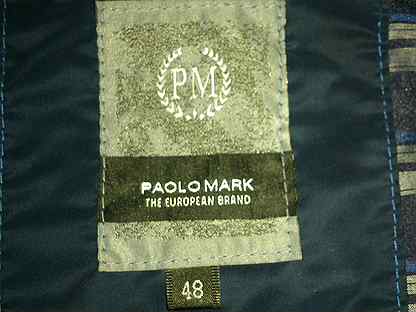 PM
PAOLO MARK
THE EUROPEAN BRAND
48